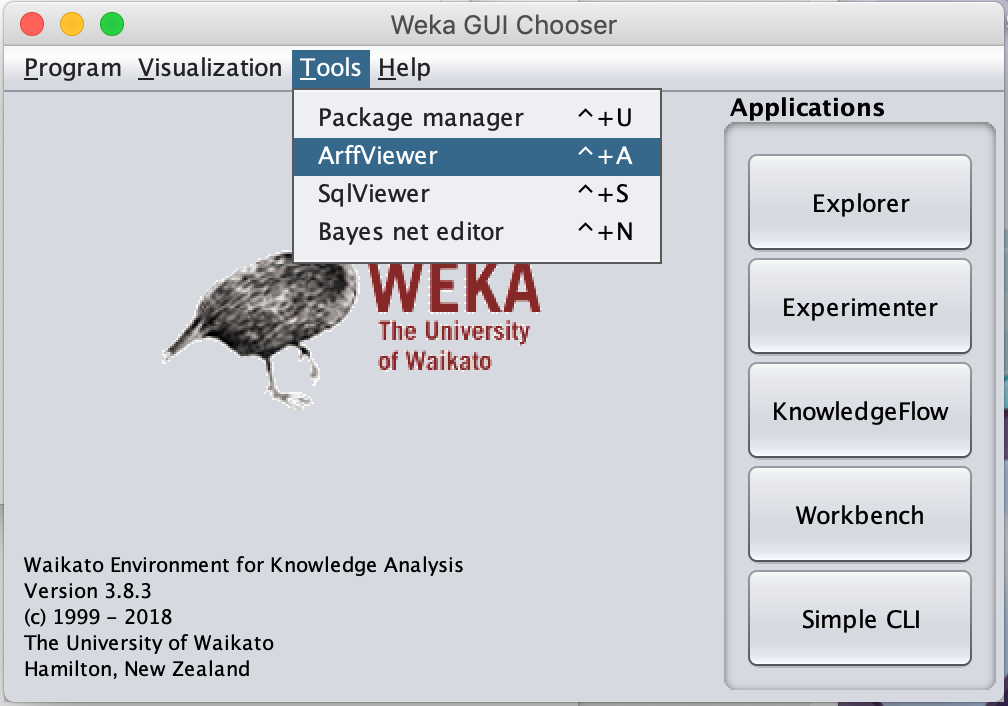 Weka GUI Chooser
Program Visualization Tools Help
Package manager ^+U
ArffViewer ^+A
SqlViewer ^+S
Bayes net editor ^+N
WEKA
The University
of Waikato
Applications
Explorer
Experimenter
KnowledgeFlow
Workbench
Simple CLI
Waikato Environment for Knowledge Analysis
Version 3.8.3
(c) 1999 – 2018
The University of Waikato
Hamilton, New Zealand